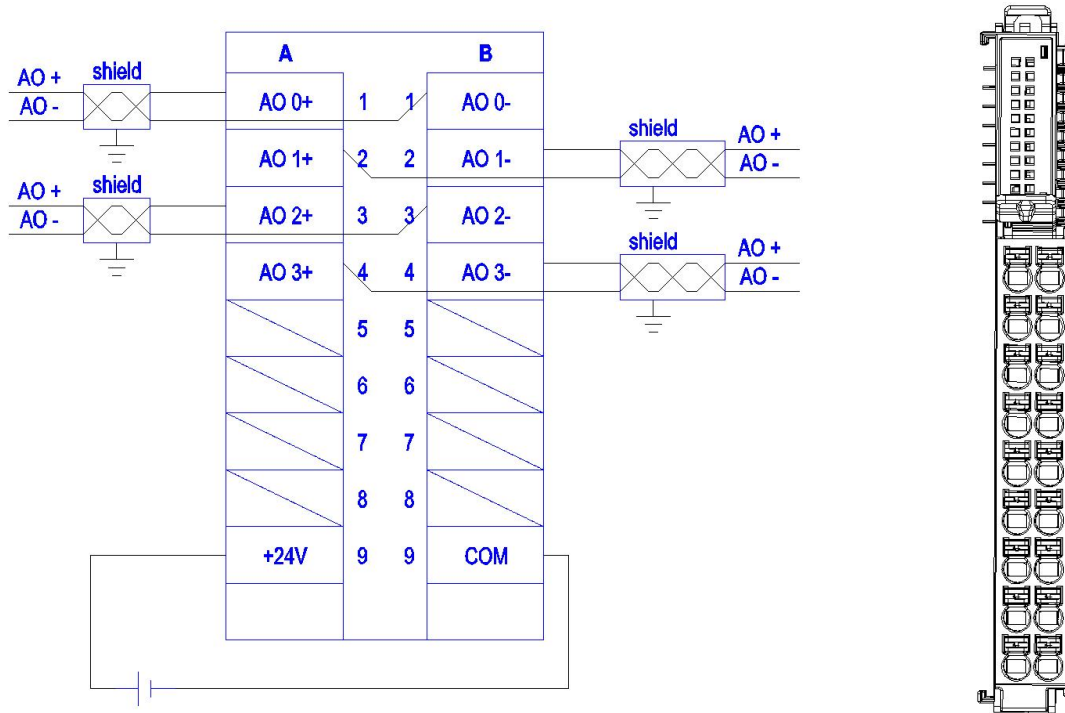 A B
AO + shield
AO 0+ 1 1 AO 0-
AO -
shield AO +
AO 1+ 2 2 AO 1-
AO -
AO + shield
AO 2+ 3 3 AO 2-
AO -
shield AO +
AO 3+ 4 4 AO 3-
AO -
5 5
6 6
7 7
8 8
+24V 9 9 COM